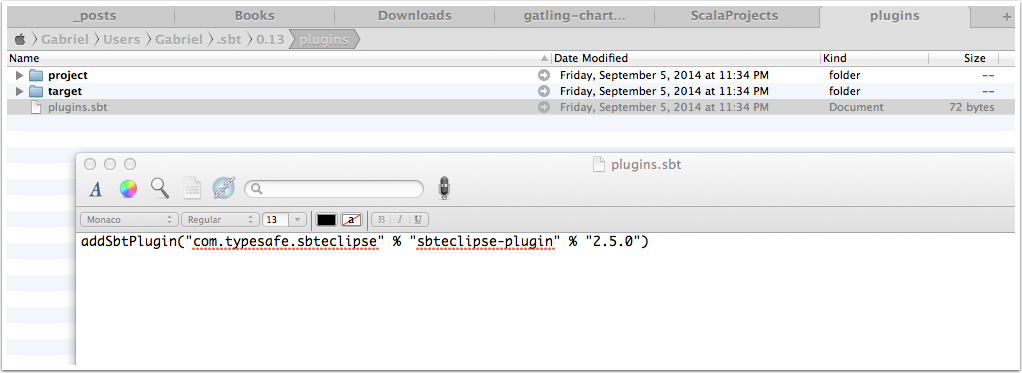 _posts Books Downloads gatling-chart... ScalaProjects plugins +
Gabriel Users Gabriel .sbt 0.13 plugins
Name Date Modified Kind Size
project Friday, September 5, 2014 at 11:34 PM folder --
target Friday, September 5, 2014 at 11:34 PM folder --
plugins.sbt Friday, September 5, 2014 at 11:34 PM Document 72 bytes
plugins.sbt
A
Monaco Regular 13 a B I U
addSbtPlugin("com.typesafe.sbteclipse" % "sbteclipse-plugin" % "2.5.0")